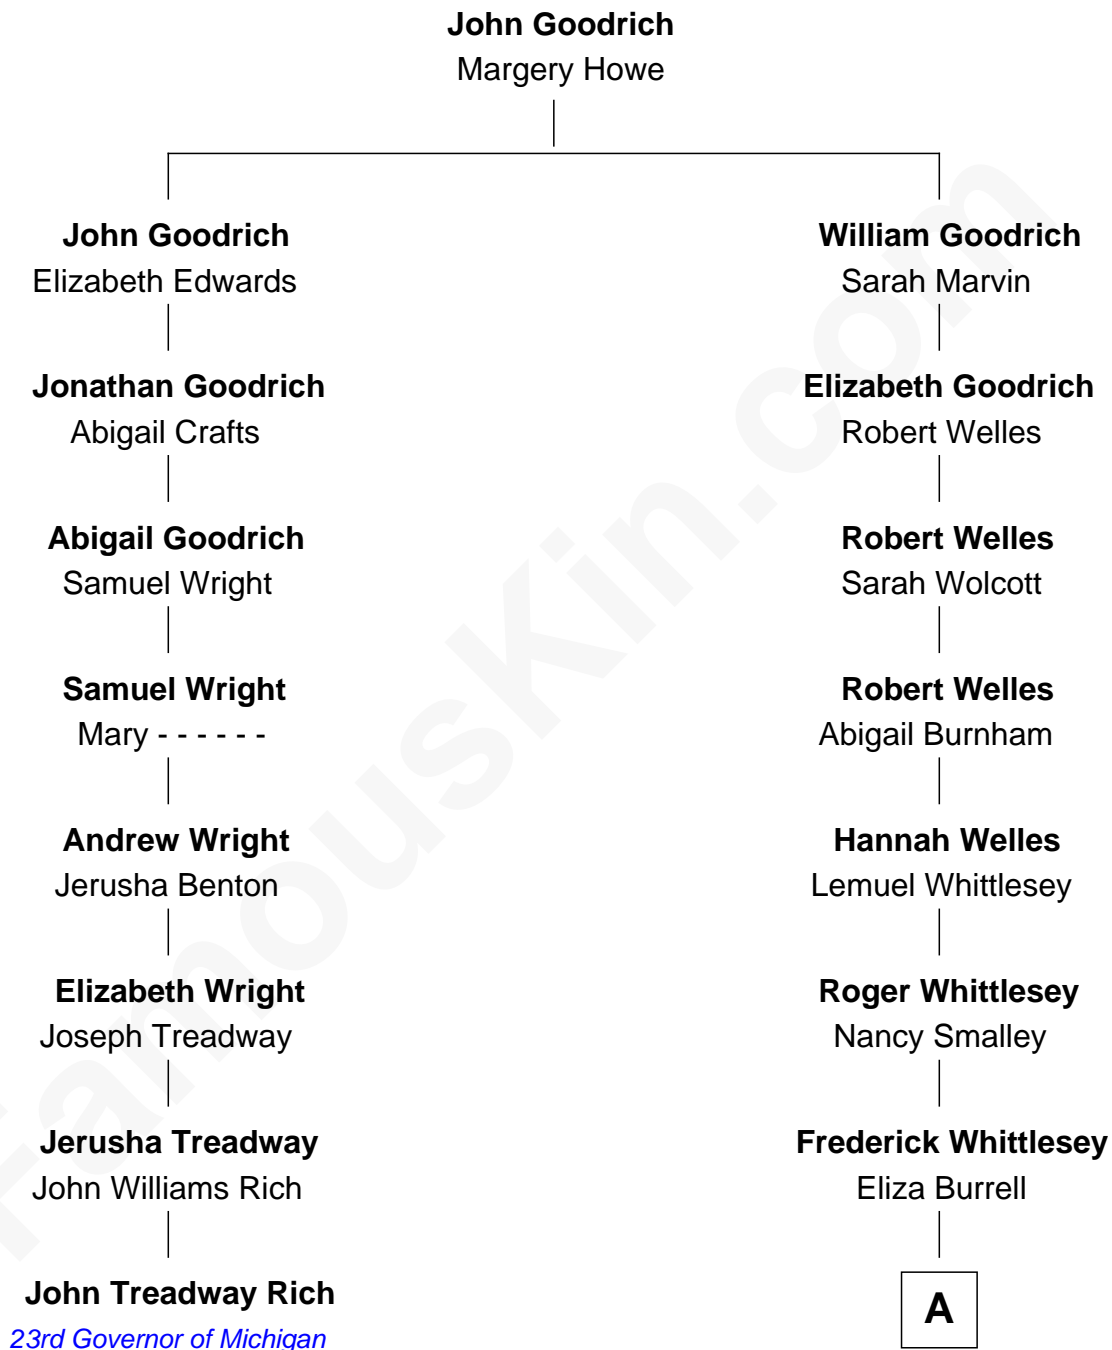 John Goodrich
Margery Howe
John Goodrich
Elizabeth Edwards
William Goodrich
Sarah Marvin
Jonathan Goodrich
Abigail Crafts
Elizabeth Goodrich
Robert Welles
Abigail Goodrich
Samuel Wright
Robert Welles
Sarah Wolcott
Samuel Wright
Mary - - - - - -
Robert Welles
Abigail Burnham
Andrew Wright
Jerusha Benton
Hannah Welles
Lemuel Whittlesey
Elizabeth Wright
Joseph Treadway
Roger Whittlesey
Nancy Smalley
Jerusha Treadway
John Williams Rich
Frederick Whittlesey
Eliza Burrell
John Treadway Rich
23rd Governor of Michigan
A
FamousKin.com